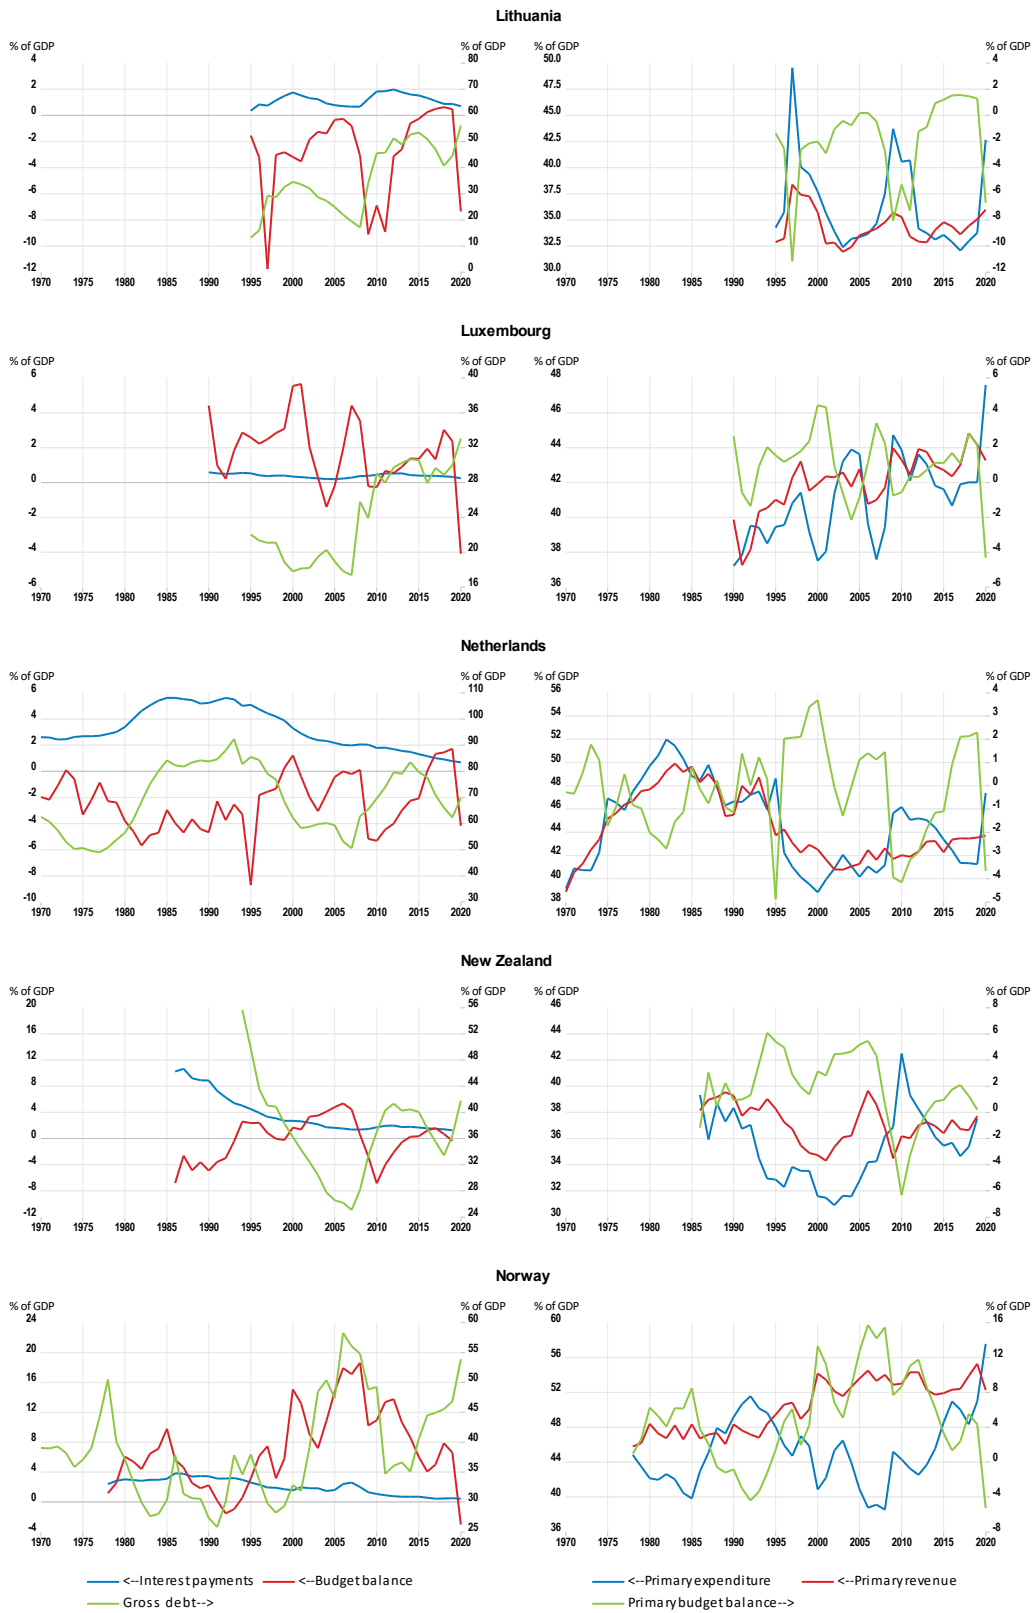 Lithuania
% of GDP % of GDP % of GDP % of GDP
4 80 50.0 4
2 70 47.5 2
0 60 45.0 0
-2 50 42.5 -2
-4 40 40.0 -4
-6 30 37.5 -6
-8 20 35.0 -8
-10 10 32.5 -10
-12 0 30.0 -12
1970 1975 1980 1985 1990 1995 2000 2005 2010 2015 2020 1970 1975 1980 1985 1990 1995 2000 2005 2010 2015 2020
Luxembourg
% of GDP % of GDP % of GDP % of GDP
6 40 48 6
4 36 46 4
2 32 44 2
0 28 42 0
-2 24 40 -2
-4 20 38 -4
-6 16 36 -6
1970 1975 1980 1985 1990 1995 2000 2005 2010 2015 2020 1970 1975 1980 1985 1990 1995 2000 2005 2010 2015 2020
Netherlands
% of GDP % of GDP % of GDP % of GDP
6 110 56 4
4 100 54 3
2 90 52 2
0 80 50 1
-2 70 48 0
-4 60 46 -1
-6 50 44 -2
-8 40 42 -3
-10 30 40 -4
38 -5
1970 1975 1980 1985 1990 1995 2000 2005 2010 2015 2020 1970 1975 1980 1985 1990 1995 2000 2005 2010 2015 2020
New Zealand
% of GDP % of GDP % of GDP % of GDP
20 56 46 8
16 52 44 6
12 48 42 4
8 44 40 2
4 40 38 0
0 36 36 -2
-4 32 34 -4
-8 28 32 -6
-12 24 30 -8
1970 1975 1980 1985 1990 1995 2000 2005 2010 2015 2020 1970 1975 1980 1985 1990 1995 2000 2005 2010 2015 2020
Norway
% of GDP % of GDP % of GDP % of GDP
24 60 60 16
20 55 56 12
16 50 52 8
12 45 48 4
8 40 44 0
4 35 40 -4
0 30 36 -8
-4 25
1970 1975 1980 1985 1990 1995 2000 2005 2010 2015 2020 1970 1975 1980 1985 1990 1995 2000 2005 2010 2015 2020
<--Interest payments <--Budget balance <--Primary expenditure <--Primary revenue
Gross debt--> Primary budget balance-->